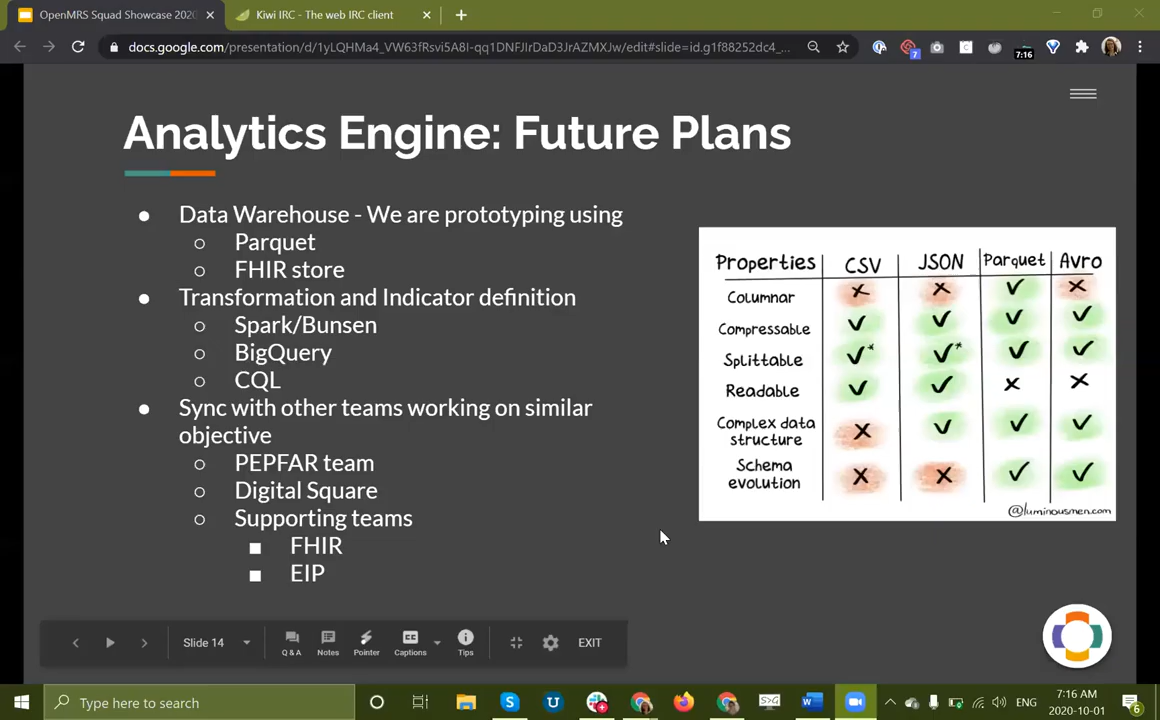 OpenMRS Squad Showcase 202
Kiwi IRC - The web IRC client
docs.google.com/presentation/d/1yLQHMa4_VW63fRsvi5A8I-qq1DNFJIrDaD3JrAZMXJw/edit#slide=id.g1f88252dc4_...
7
7:16
Analytics Engine: Future Plans
Data Warehouse - We are prototyping using
Parquet
FHIR store
Transformation and Indicator definition
Spark/Bunsen
BigQuery
CQL
Sync with other teams working on similar
objective
PEPFAR team
Digital Square
Supporting teams
FHIR
EIP
Properties CSV JSON Parquet Avro
Columnar
Compressable
Splittable * *
Readable
Complex data
structure
Schema
evolution
@luminousmen.com
Slide 14
Q & A Notes Pointer Captions Tips
EXIT
Type here to search
ENG
7:16 AM
2020-10-01
6